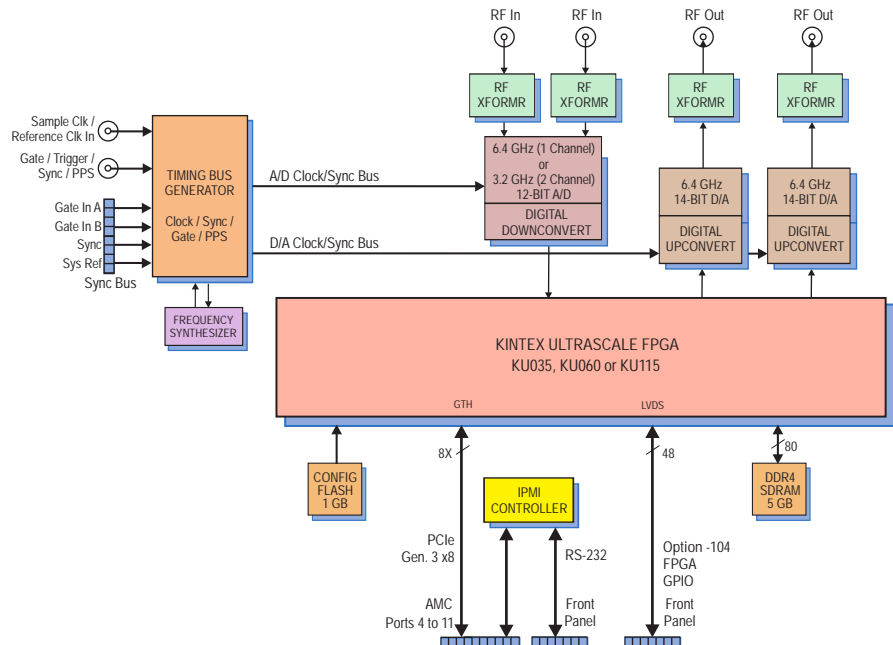 RF In
RF In
RF Out
RF Out
RF
XFORMR
RF
XFORMR
RF
XFORMR
RF
XFORMR
Sample Clk /
Reference Clk In
Gate / Trigger /
Sync / PPS
Gate In A
Gate In B
Sync
Sys Ref
Sync Bus
TIMING BUS
GENERATOR
Clock / Sync /
Gate / PPS
A/D Clock/Sync Bus
D/A Clock/Sync Bus
6.4 GHz (1 Channel)
or
3.2 GHz (2 Channel)
12-BIT A/D
DIGITAL
DOWNCONVERT
6.4 GHz
14-BIT D/A
DIGITAL
UPCONVERT
6.4 GHz
14-BIT D/A
DIGITAL
UPCONVERT
FREQUENCY
SYNTHESIZER
KINTEX ULTRASCALE FPGA
KU035, KU060 or KU115
GTH
LVDS
8X
48
80
CONFIG
FLASH
1 GB
IPMI
CONTROLLER
DDR4
SDRAM
5 GB
PCIe
Gen. 3 x8
RS-232
Option -104
FPGA
GPIO
AMC
Ports 4 to 11
Front
Panel
Front
Panel